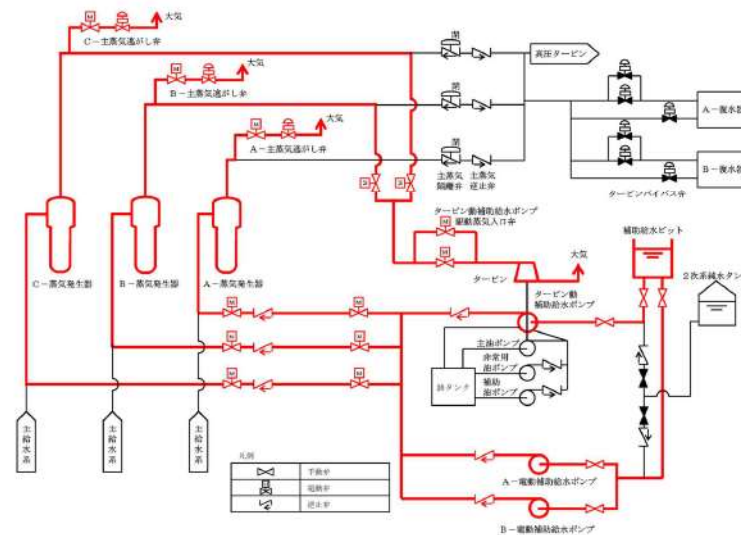 大気
C－主蒸気逃がし弁
大気
B－主蒸気逃がし弁
大気
A－主蒸気逃がし弁
閉
閉
閉
主蒸気
隔離弁
主蒸気
逆止弁
高圧タービン
A－復水器
B－復水器
タービンバイパス弁
タービン動補助給水ポンプ
駆動蒸気入口弁
補助給水ピット
2次系純水タンク
大気
タービン
タービン動
補助給水ポンプ
C－蒸気発生器
B－蒸気発生器
A－蒸気発生器
主油ポンプ
非常用
油ポンプ
補助
油ポンプ
油タンク
主給水系
主給水系
主給水系
凡例
手動弁
電動弁
逆止弁
A－電動補助給水ポンプ
B－電動補助給水ポンプ
M
M
M
M
M
M
M
M
M
M
M
M
M